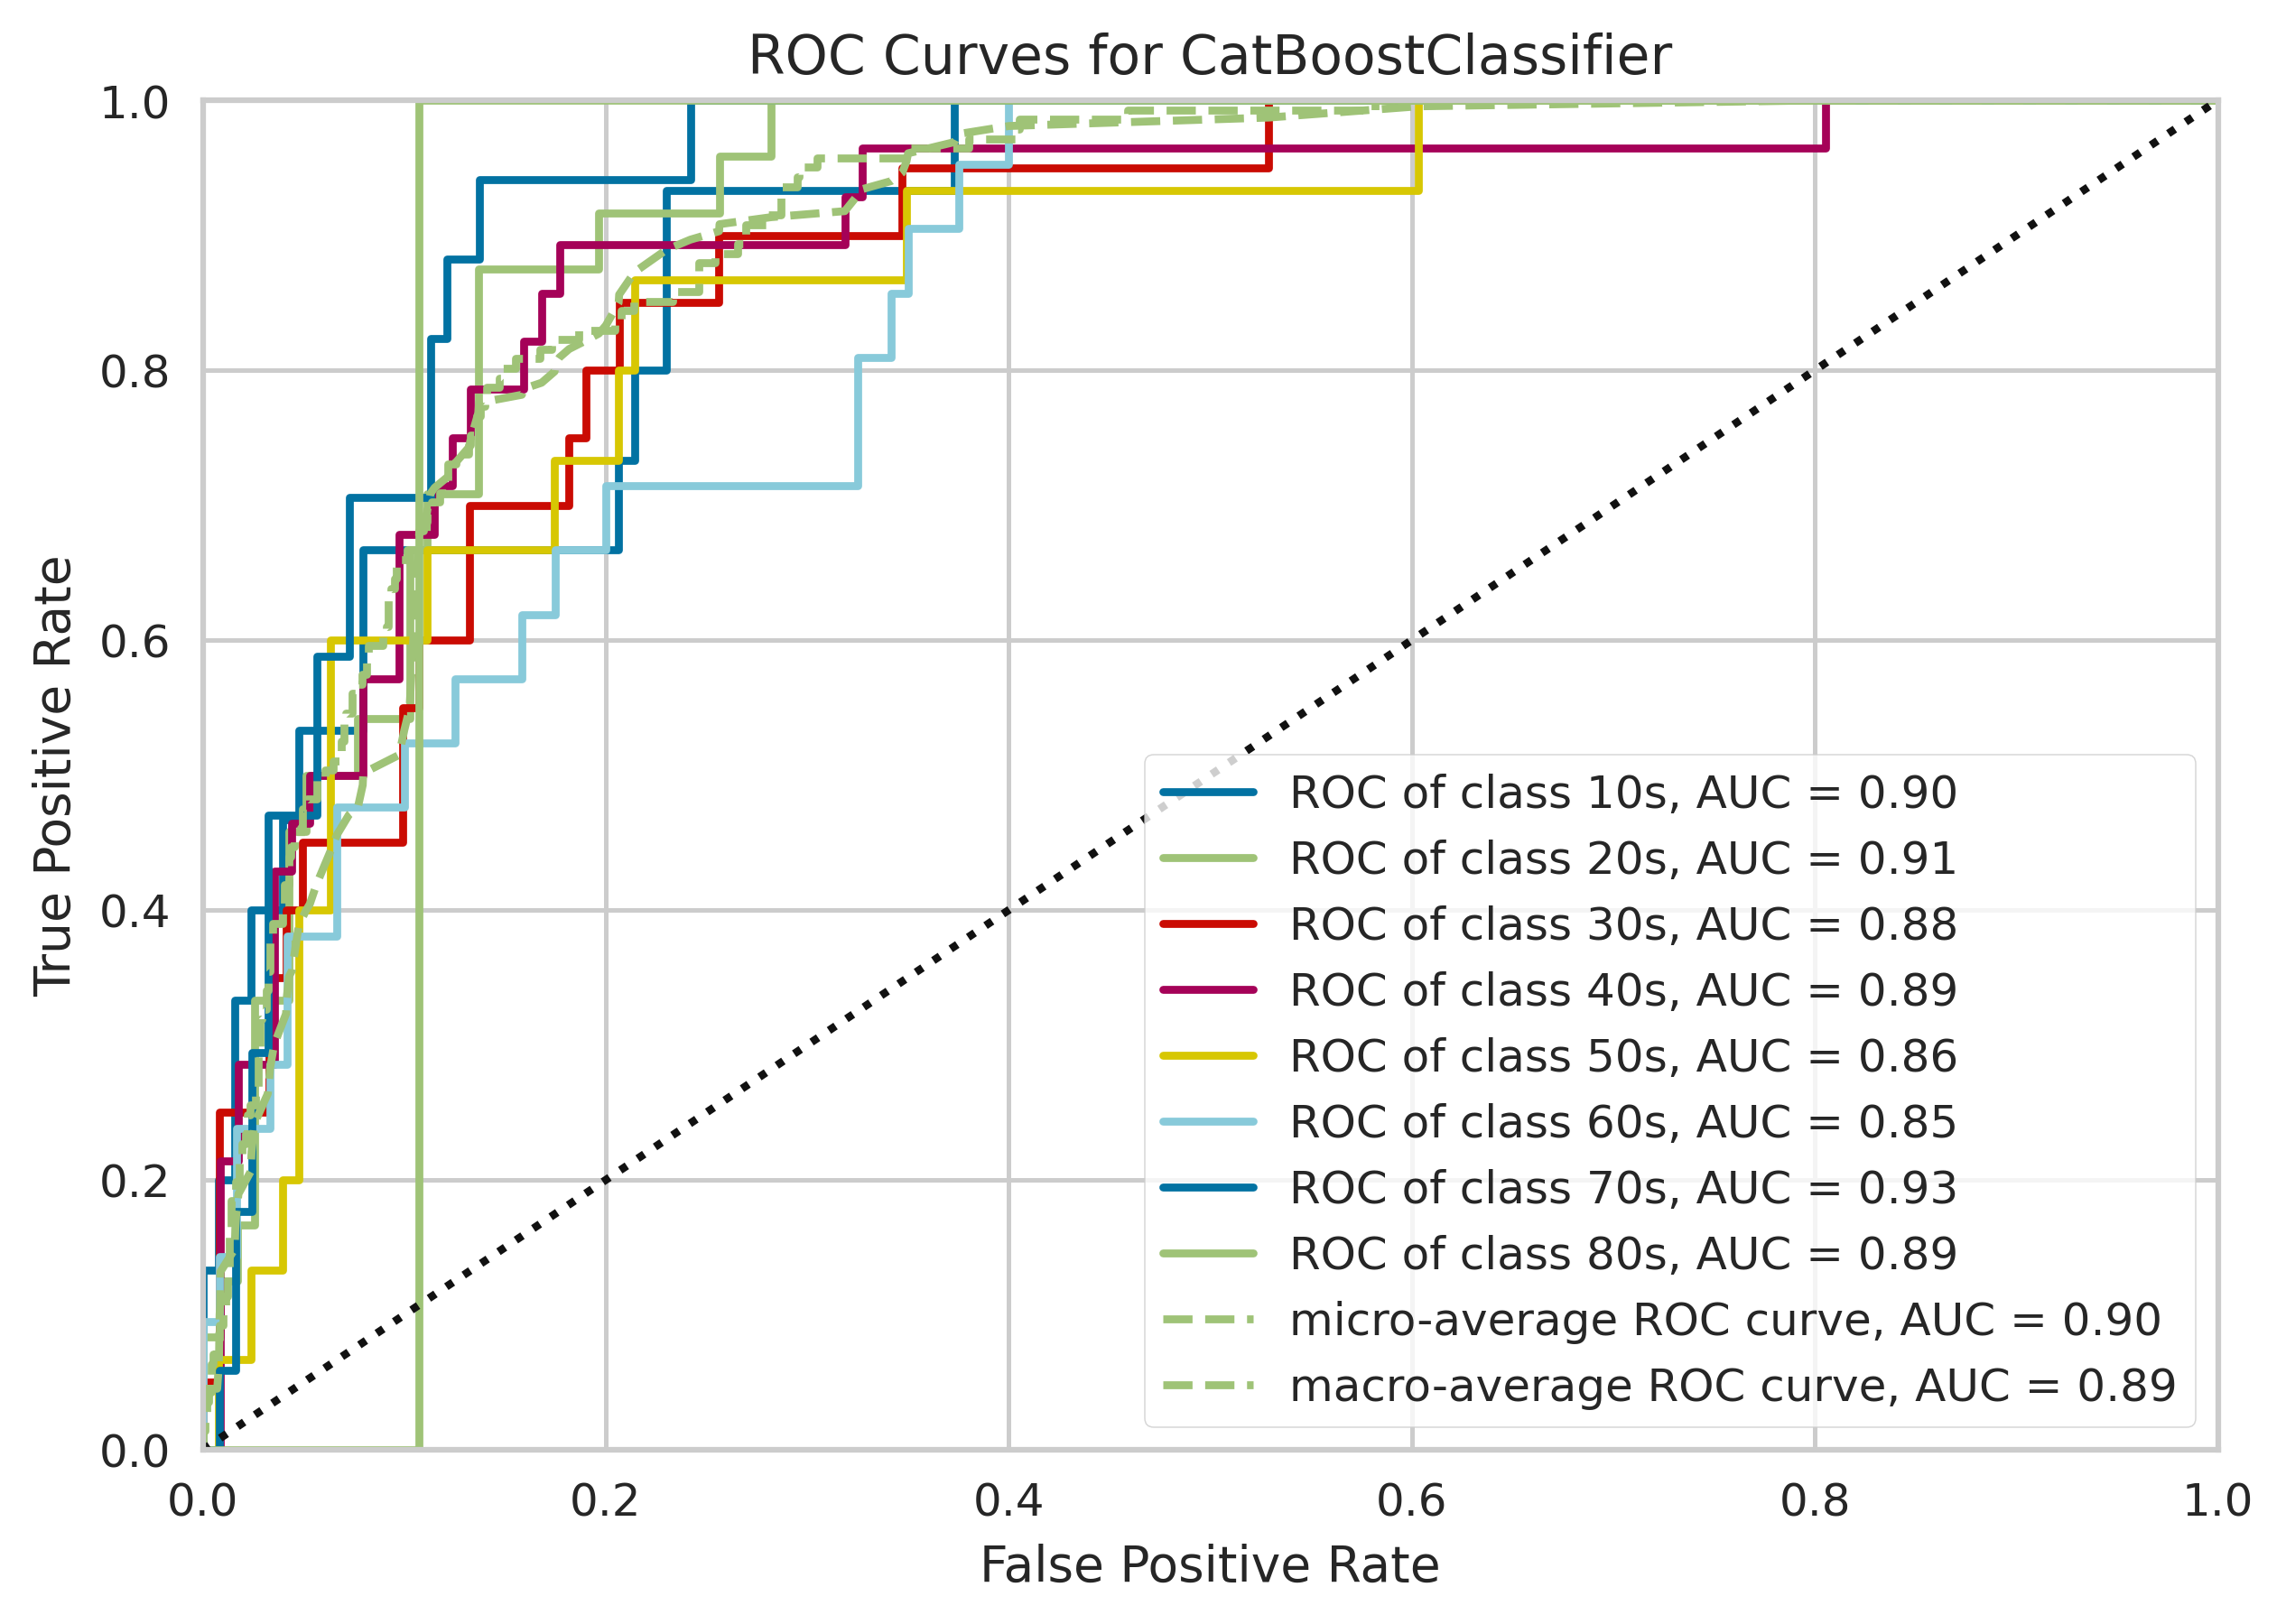 ROC Curves for CatBoostClassifier
1.0
0.8
0.6
0.4
0.2
0.0
True Positive Rate
ROC of class 10s, AUC = 0.90
ROC of class 20s, AUC = 0.91
ROC of class 30s, AUC = 0.88
ROC of class 40s, AUC = 0.89
ROC of class 50s, AUC = 0.86
ROC of class 60s, AUC = 0.85
ROC of class 70s, AUC = 0.93
ROC of class 80s, AUC = 0.89
micro-average ROC curve, AUC = 0.90
macro-average ROC curve, AUC = 0.89
0.0 0.2 0.4 0.6 0.8 1.0
False Positive Rate